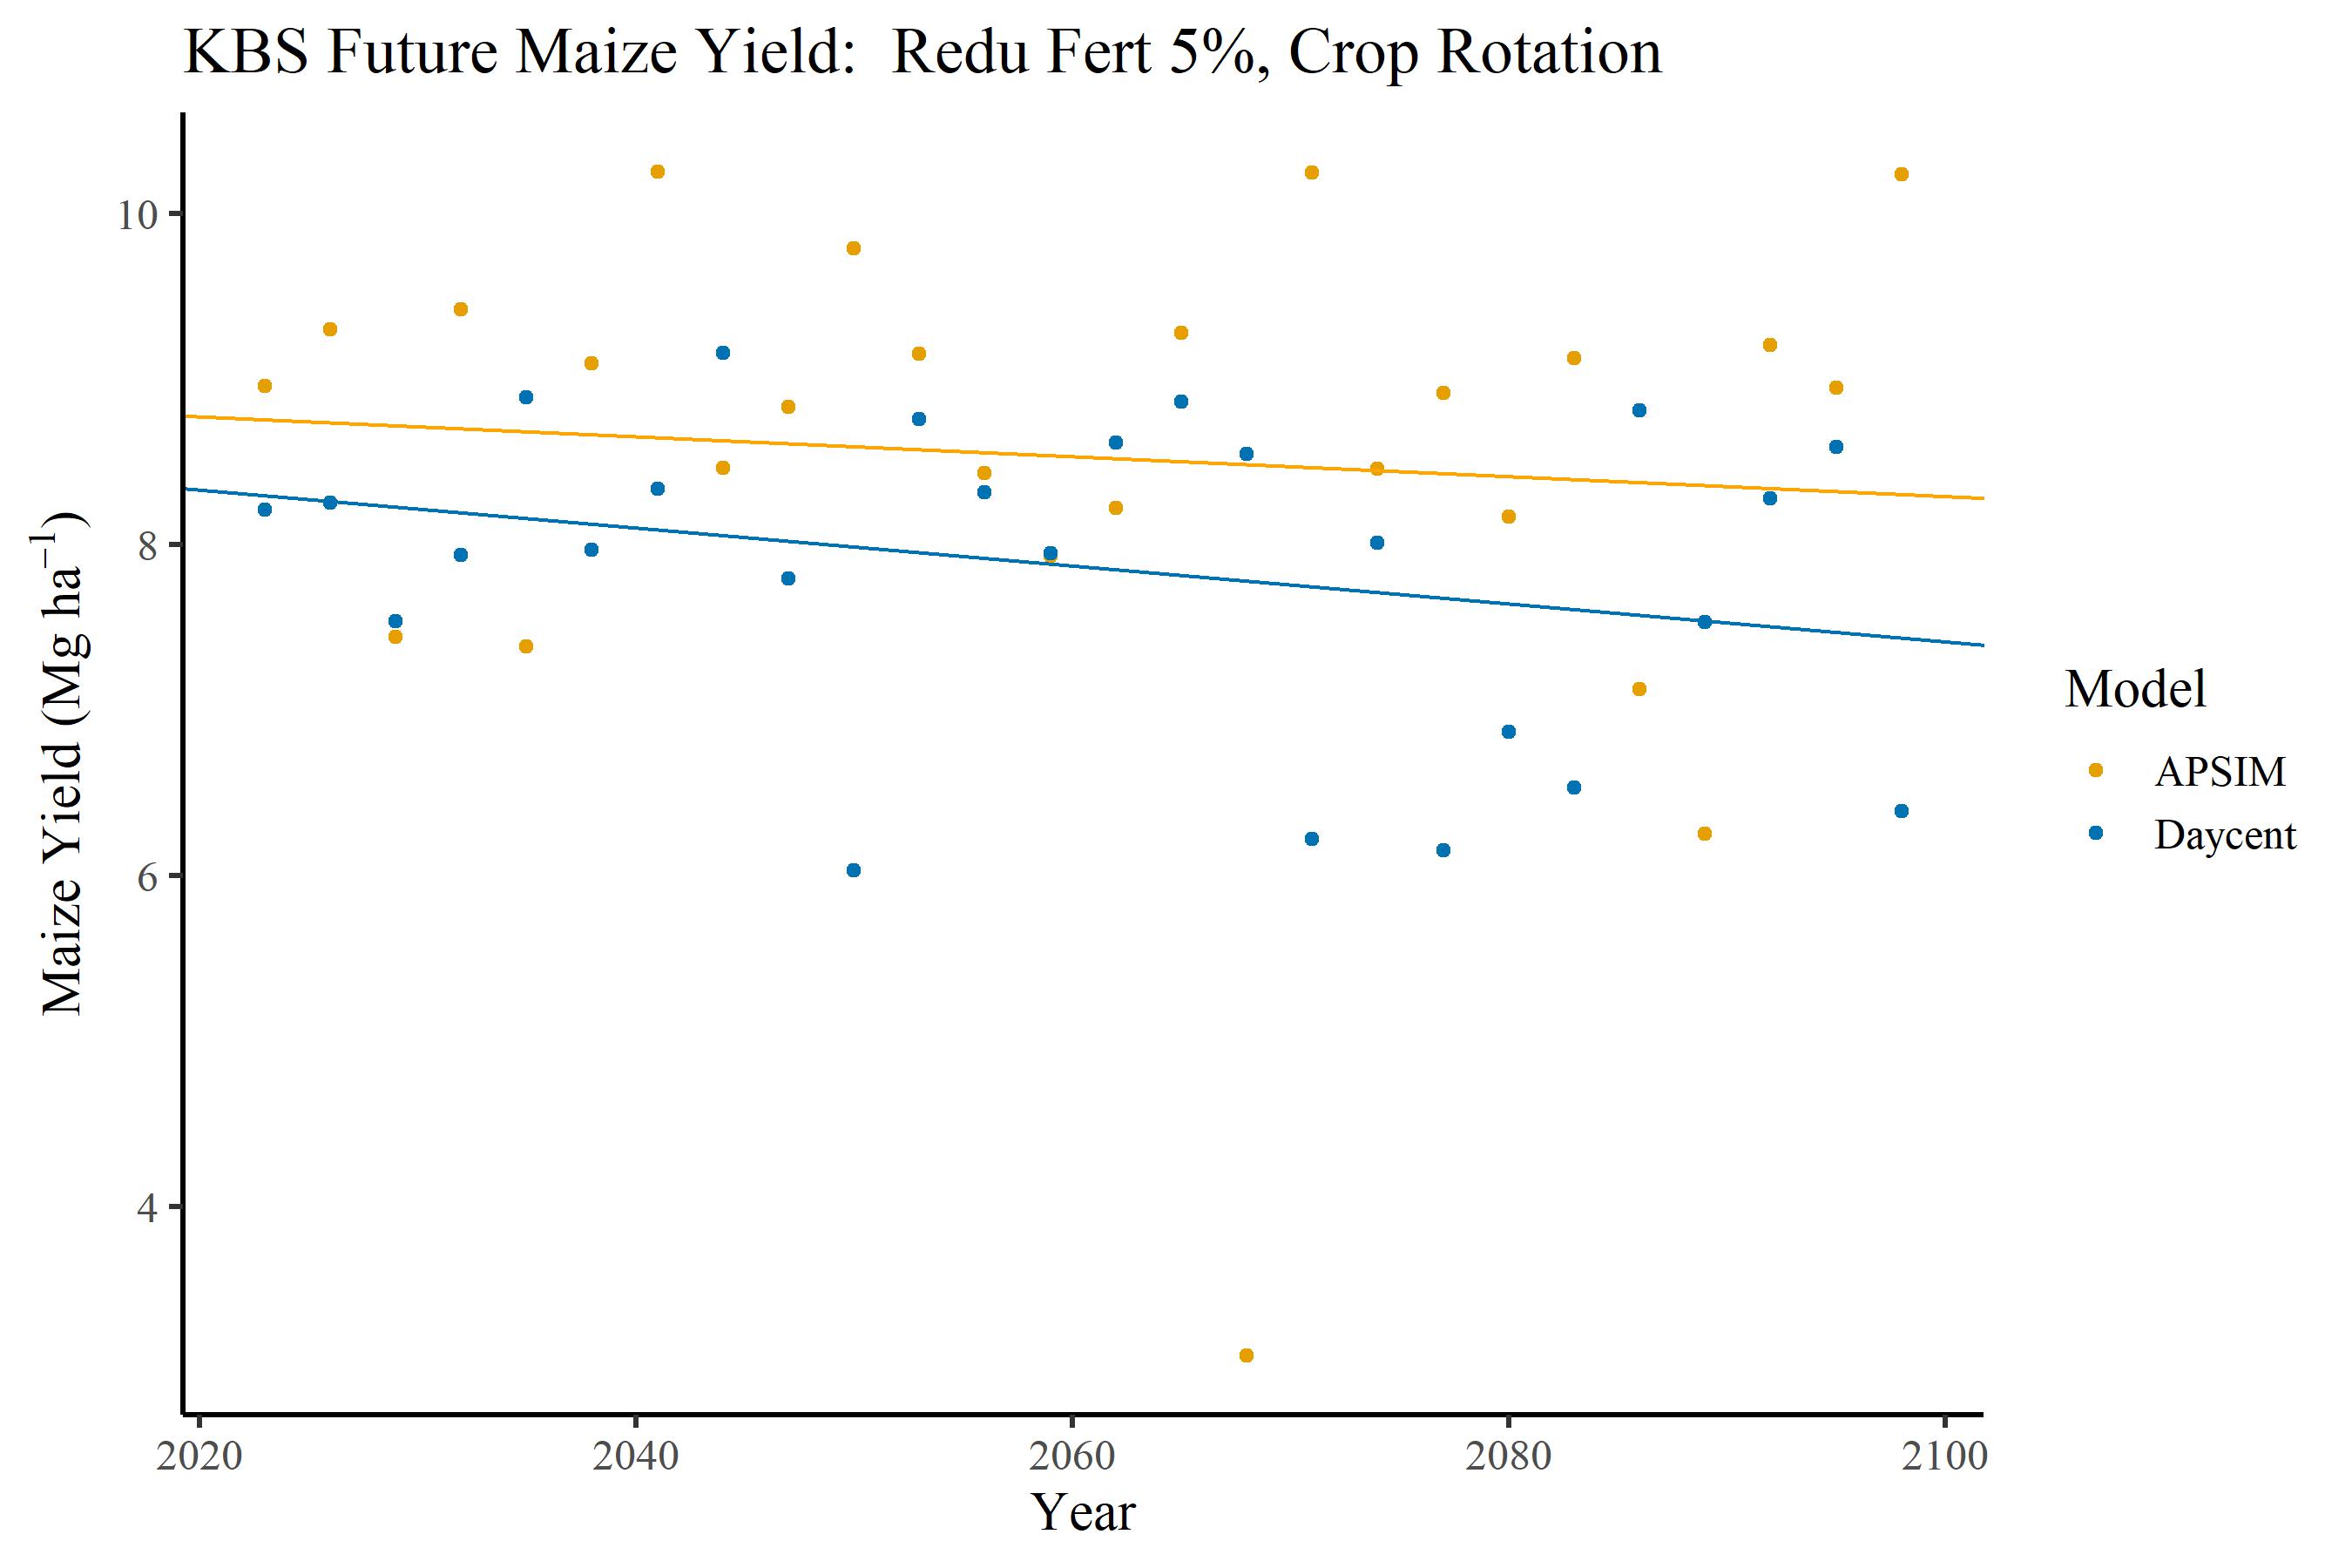 KBS Future Maize Yield:  Redu Fert 5%, Crop Rotation
10
8
6
4
Maize Yield (Mg ha⁻¹)
2020 2040 2060 2080 2100
Year
Model
APSIM
Daycent